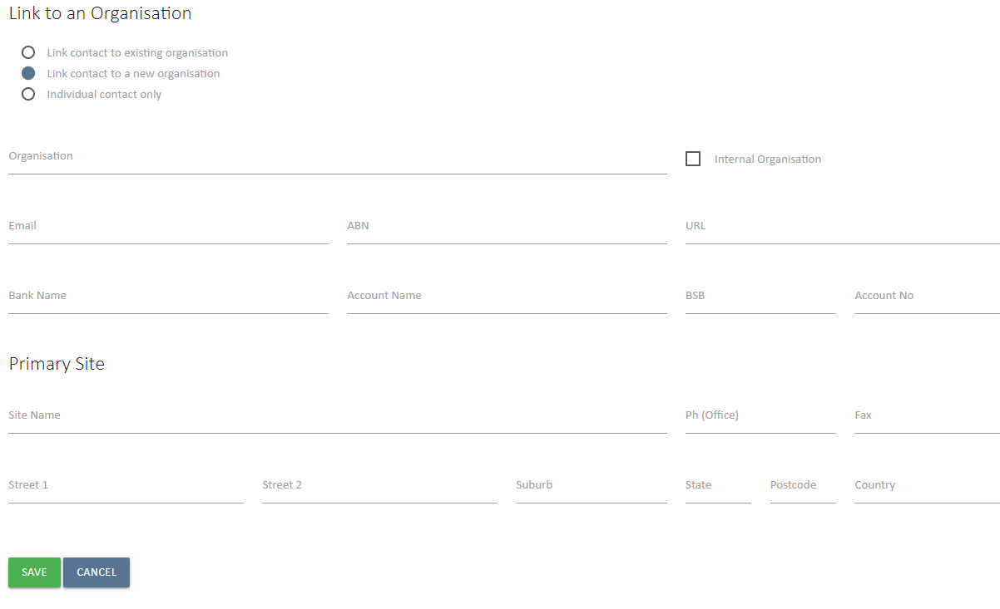 Link to an Organisation
Link contact to existing organisation
Link contact to a new organisation
Individual contact only
Organisation Internal Organisation
Email ABN URL
Bank Name Account Name BSB Account No
Primary Site
Site Name Ph (Office) Fax
Street 1 Street 2 Suburb State Postcode Country
SAVE CANCEL